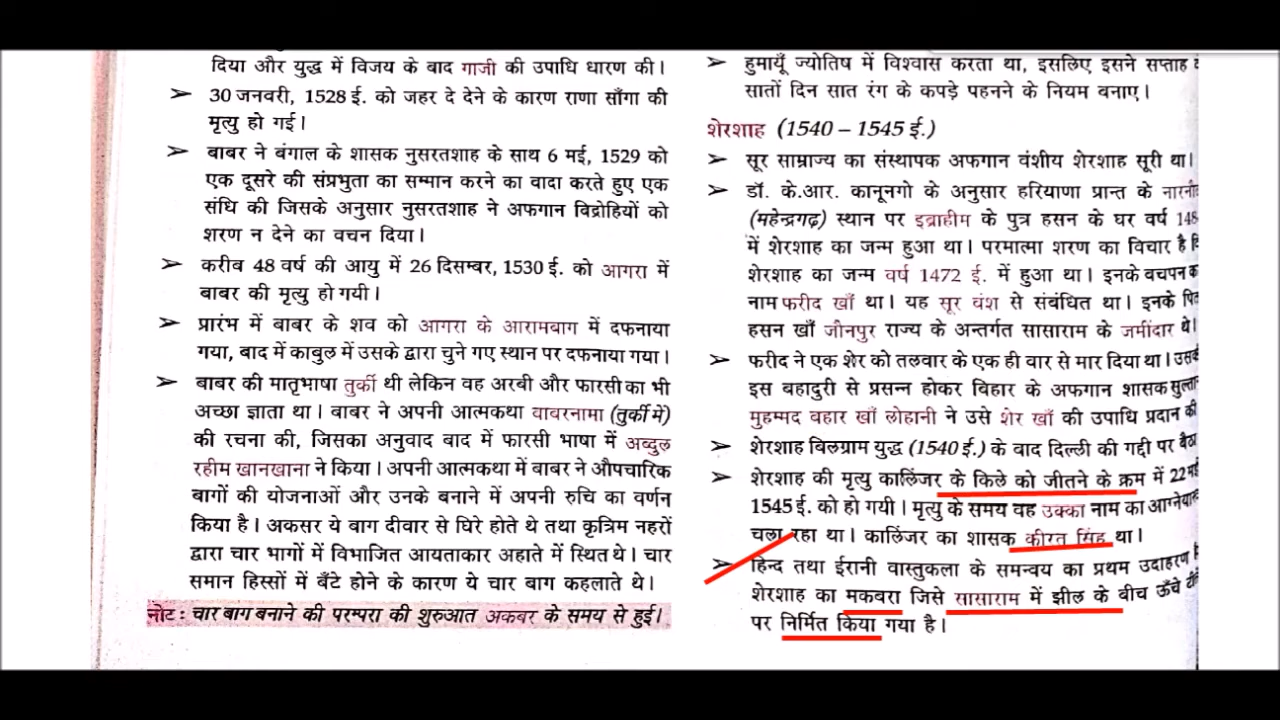 दिया और युद्ध में विजय के बाद गाजी की उपाधि धारण की।
➢ 30 जनवरी, 1528 ई. को जहर दे देने के कारण राणा साँगा की
मृत्यु हो गई।
➢ बाबर ने बंगाल के शासक नुसरतशाह के साथ 6 मई, 1529 को
एक दूसरे की संप्रभुता का सम्मान करने का वादा करते हुए एक
संधि की जिसके अनुसार नुसरतशाह ने अफगान विद्रोहियों को
शरण न देने का वचन दिया।
➢ करीब 48 वर्ष की आयु में 26 दिसम्बर, 1530 ई. को आगरा में
बाबर की मृत्यु हो गयी।
➢ प्रारंभ में बाबर के शव को आगरा के आरामबाग में दफनाया
गया, बाद में काबुल में उसके द्वारा चुने गए स्थान पर दफनाया गया।
➢ बाबर की मातृभाषा तुर्की थी लेकिन वह अरबी और फारसी का भी
अच्छा ज्ञाता था। बाबर ने अपनी आत्मकथा बाबरनामा (तुर्की में)
की रचना की, जिसका अनुवाद बाद में फारसी भाषा में अब्दुल
रहीम खानखाना ने किया। अपनी आत्मकथा में बाबर ने औपचारिक
बागों की योजनाओं और उनके बनाने में अपनी रुचि का वर्णन
किया है। अकसर ये बाग दीवार से घिरे होते थे तथा कृत्रिम नहरों
द्वारा चार भागों में विभाजित आयताकार अहाते में स्थित थे। चार
समान हिस्सों में बँटे होने के कारण ये चार बाग कहलाते थे।
नोट: चार बाग बनाने की परम्परा की शुरुआत अकबर के समय से हुई।
➢ हुमायूँ ज्योतिष में विश्वास करता था, इसलिए इसने सप्ताह
सातों दिन सात रंग के कपड़े पहनने के नियम बनाए।
शेरशाह (1540 – 1545 ई.)
➢ सूर साम्राज्य का संस्थापक अफगान वंशीय शेरशाह सूरी था।
➢ डॉ. के.आर. कानूनगो के अनुसार हरियाणा प्रान्त के
(महेन्द्रगढ़) स्थान पर इब्राहीम के पुत्र हसन के घर वर्ष 148
में शेरशाह का जन्म हुआ था। परमात्मा शरण का विचार है
शेरशाह का जन्म वर्ष 1472 ई. में हुआ था। इनके बचपन का
नाम फरीद खाँ था। यह सूर वंश से संबंधित था। इनके
हसन खाँ जौनपुर राज्य के अन्तर्गत सासाराम के जमींदार थे।
➢ फरीद ने एक शेर को तलवार के एक ही वार से मार दिया था।
इस बहादुरी से प्रसन्न होकर बिहार के अफगान शासक
मुहम्मद बहार खाँ लोहानी ने उसे शेर खाँ की उपाधि प्रदान की
➢ शेरशाह बिलग्राम युद्ध (1540 ई.) के बाद दिल्ली की गद्दी पर बैठा
➢ शेरशाह की मृत्यु कालिंजर के किले को जीतने के क्रम में 22
1545 ई. को हो गयी। मृत्यु के समय वह उक्का नाम का
चला रहा था। कालिंजर का शासक कीरत सिंह था।
➢ हिन्द तथा ईरानी वास्तुकला के समन्वय का प्रथम उदाहरण
शेरशाह का मकबरा जिसे सासाराम में झील के बीच ऊँचे
पर निर्मित किया गया है।